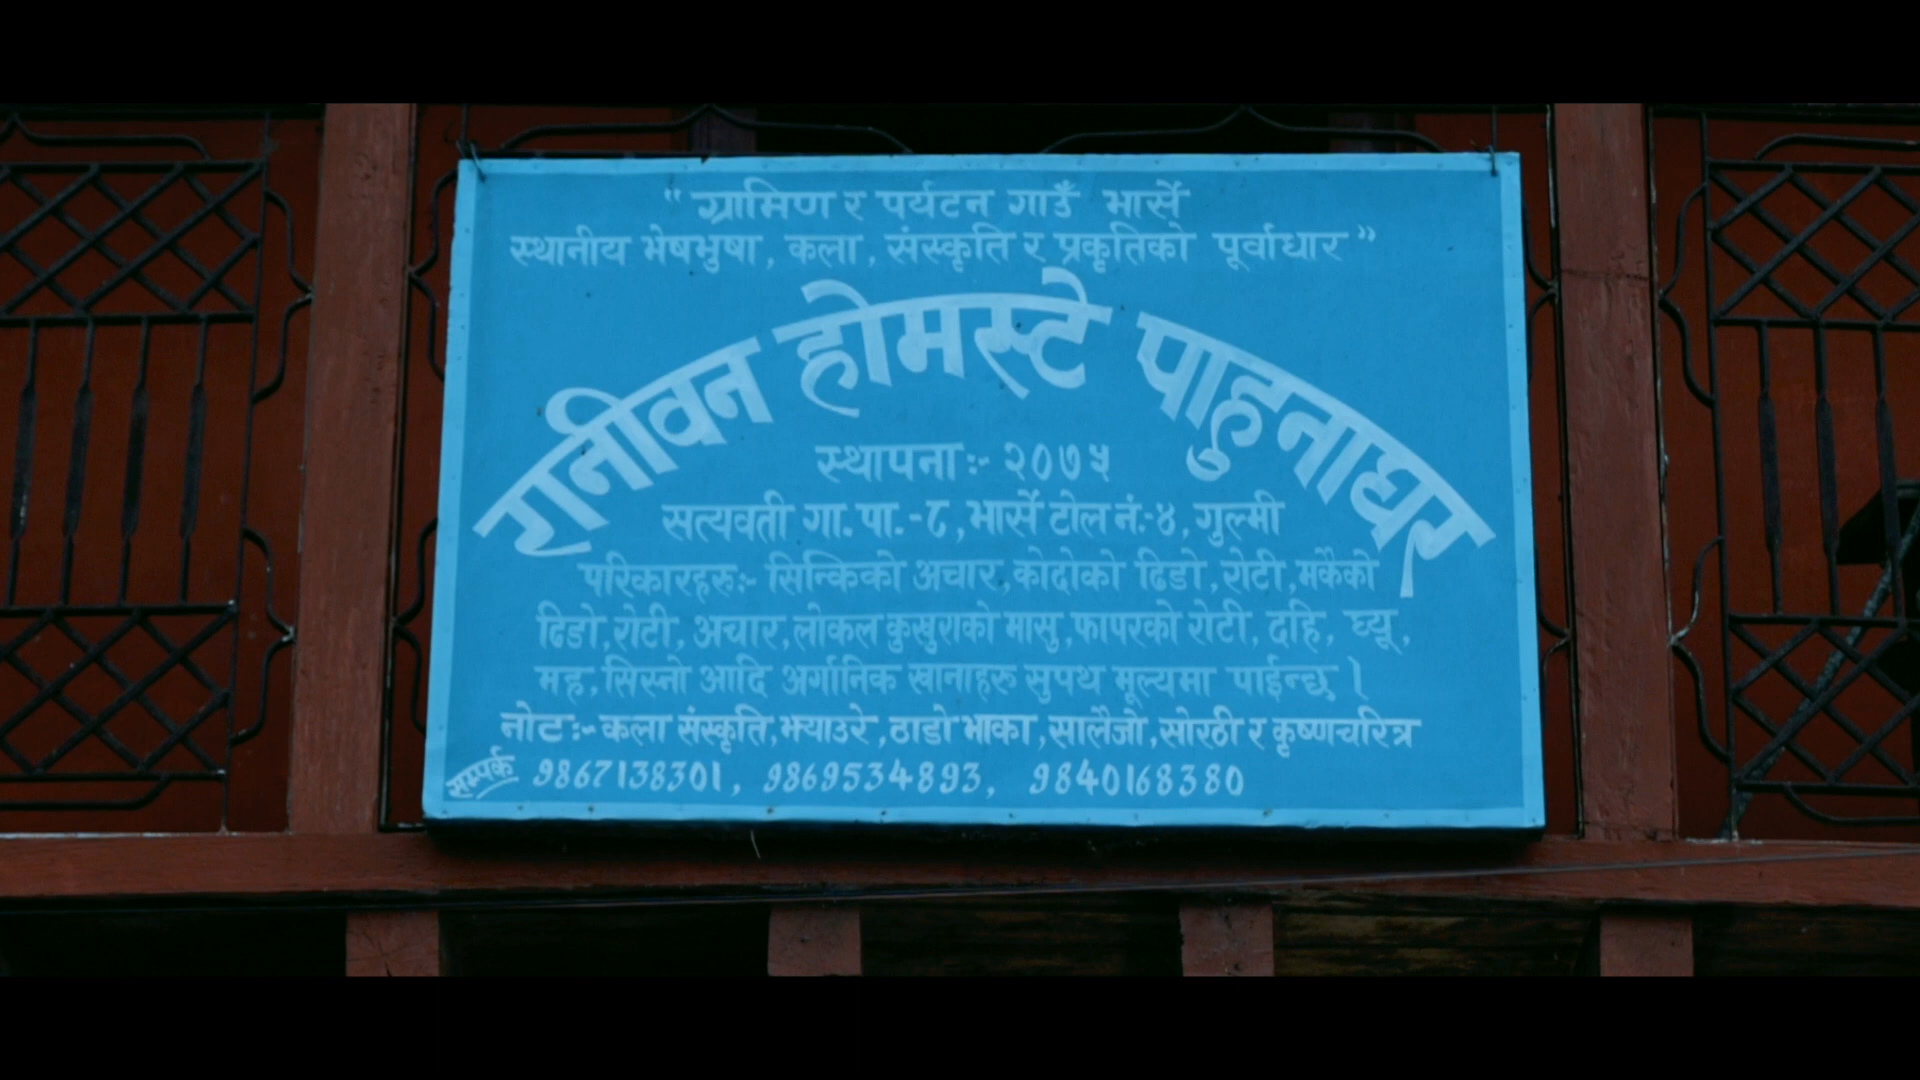 “ ग्रामिण र पर्यटन गाउँ भार्से
स्थानीय भेषभुषा, कला, संस्कृति र प्रकृतिको पूर्वाधार ”
रानीवन होमस्टे पाहुनाघर
स्थापनाः- २०७५
सत्यवती गा.पा.-८, भार्से टोल नं.-४, गुल्मी
परिकारहरुः- सिन्किको अचार, कोदोको ढिडो, रोटी, मकैको
ढिडो, रोटी, अचार, लोकल कुखुराको मासु, फापरको रोटी, दहि, घ्यू,
मह, सिस्नो आदि अर्गानिक खानाहरू सुपथ मूल्यमा पाईन्छ ।
नोटः- कला संस्कृति, झ्याउरे, ठाडो भाका, सालैजो, सोरठी र कृष्णचरित्र
सम्पर्क 9867138301, 9869534893, 9840168380